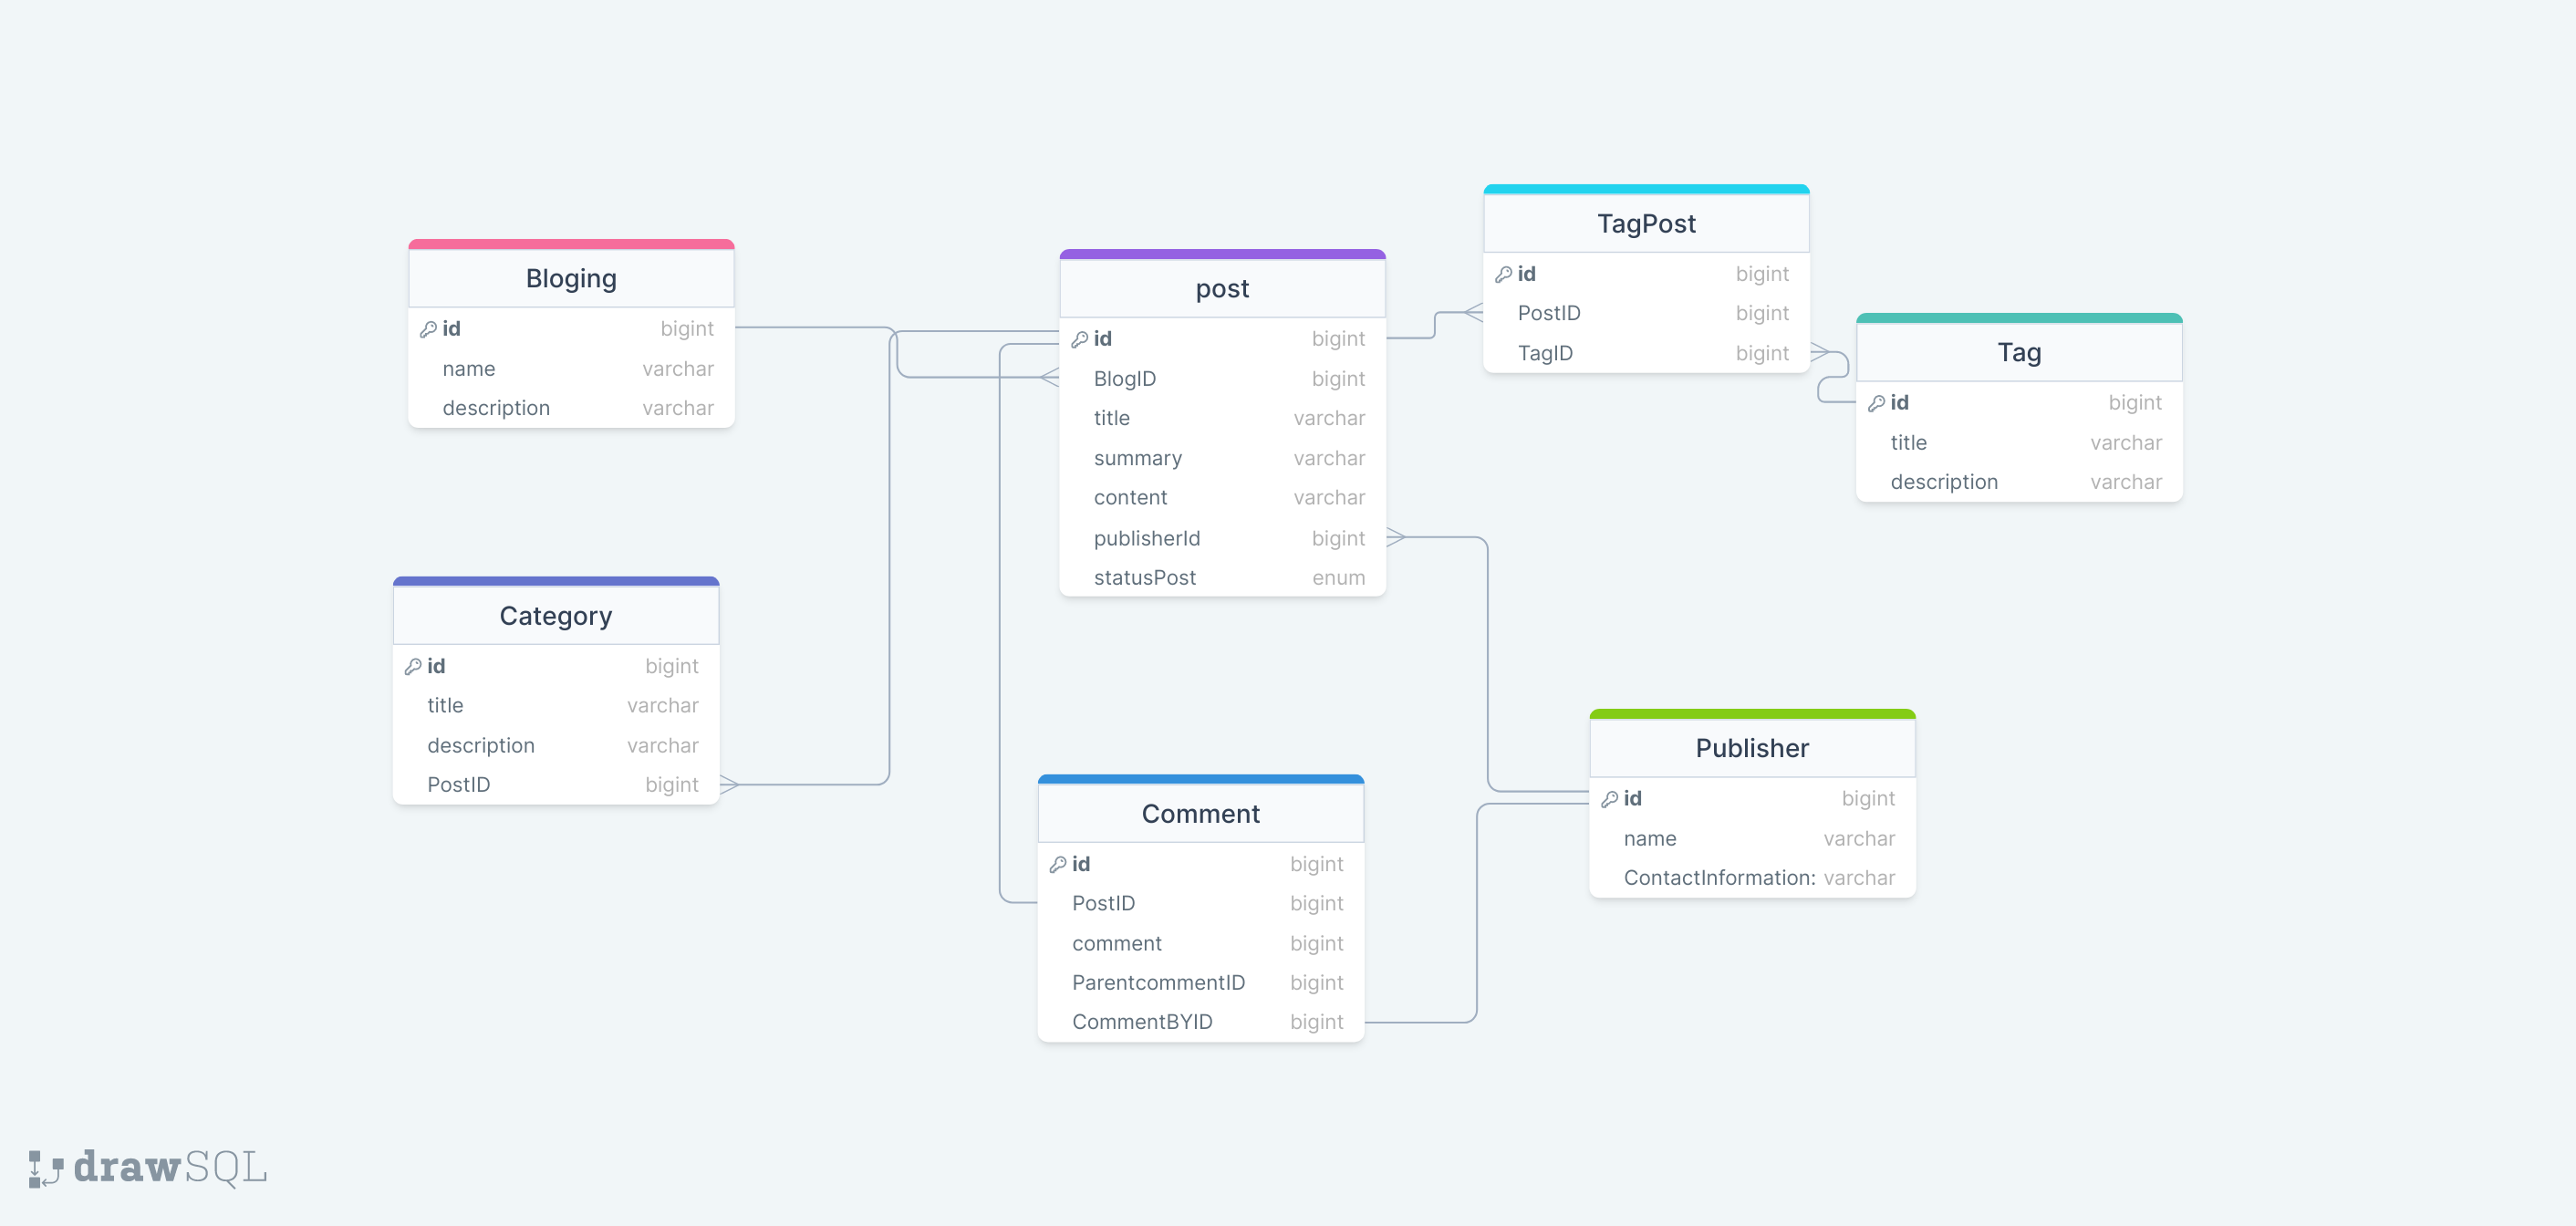 Bloging
id bigint
name varchar
description varchar
Category
id bigint
title varchar
description varchar
PostID bigint
post
id bigint
BlogID bigint
title varchar
summary varchar
content varchar
publisherId bigint
statusPost enum
Comment
id bigint
PostID bigint
comment bigint
ParentcommentID bigint
CommentBYID bigint
TagPost
id bigint
PostID bigint
TagID bigint
Tag
id bigint
title varchar
description varchar
Publisher
id bigint
name varchar
ContactInformation: varchar
drawSQL